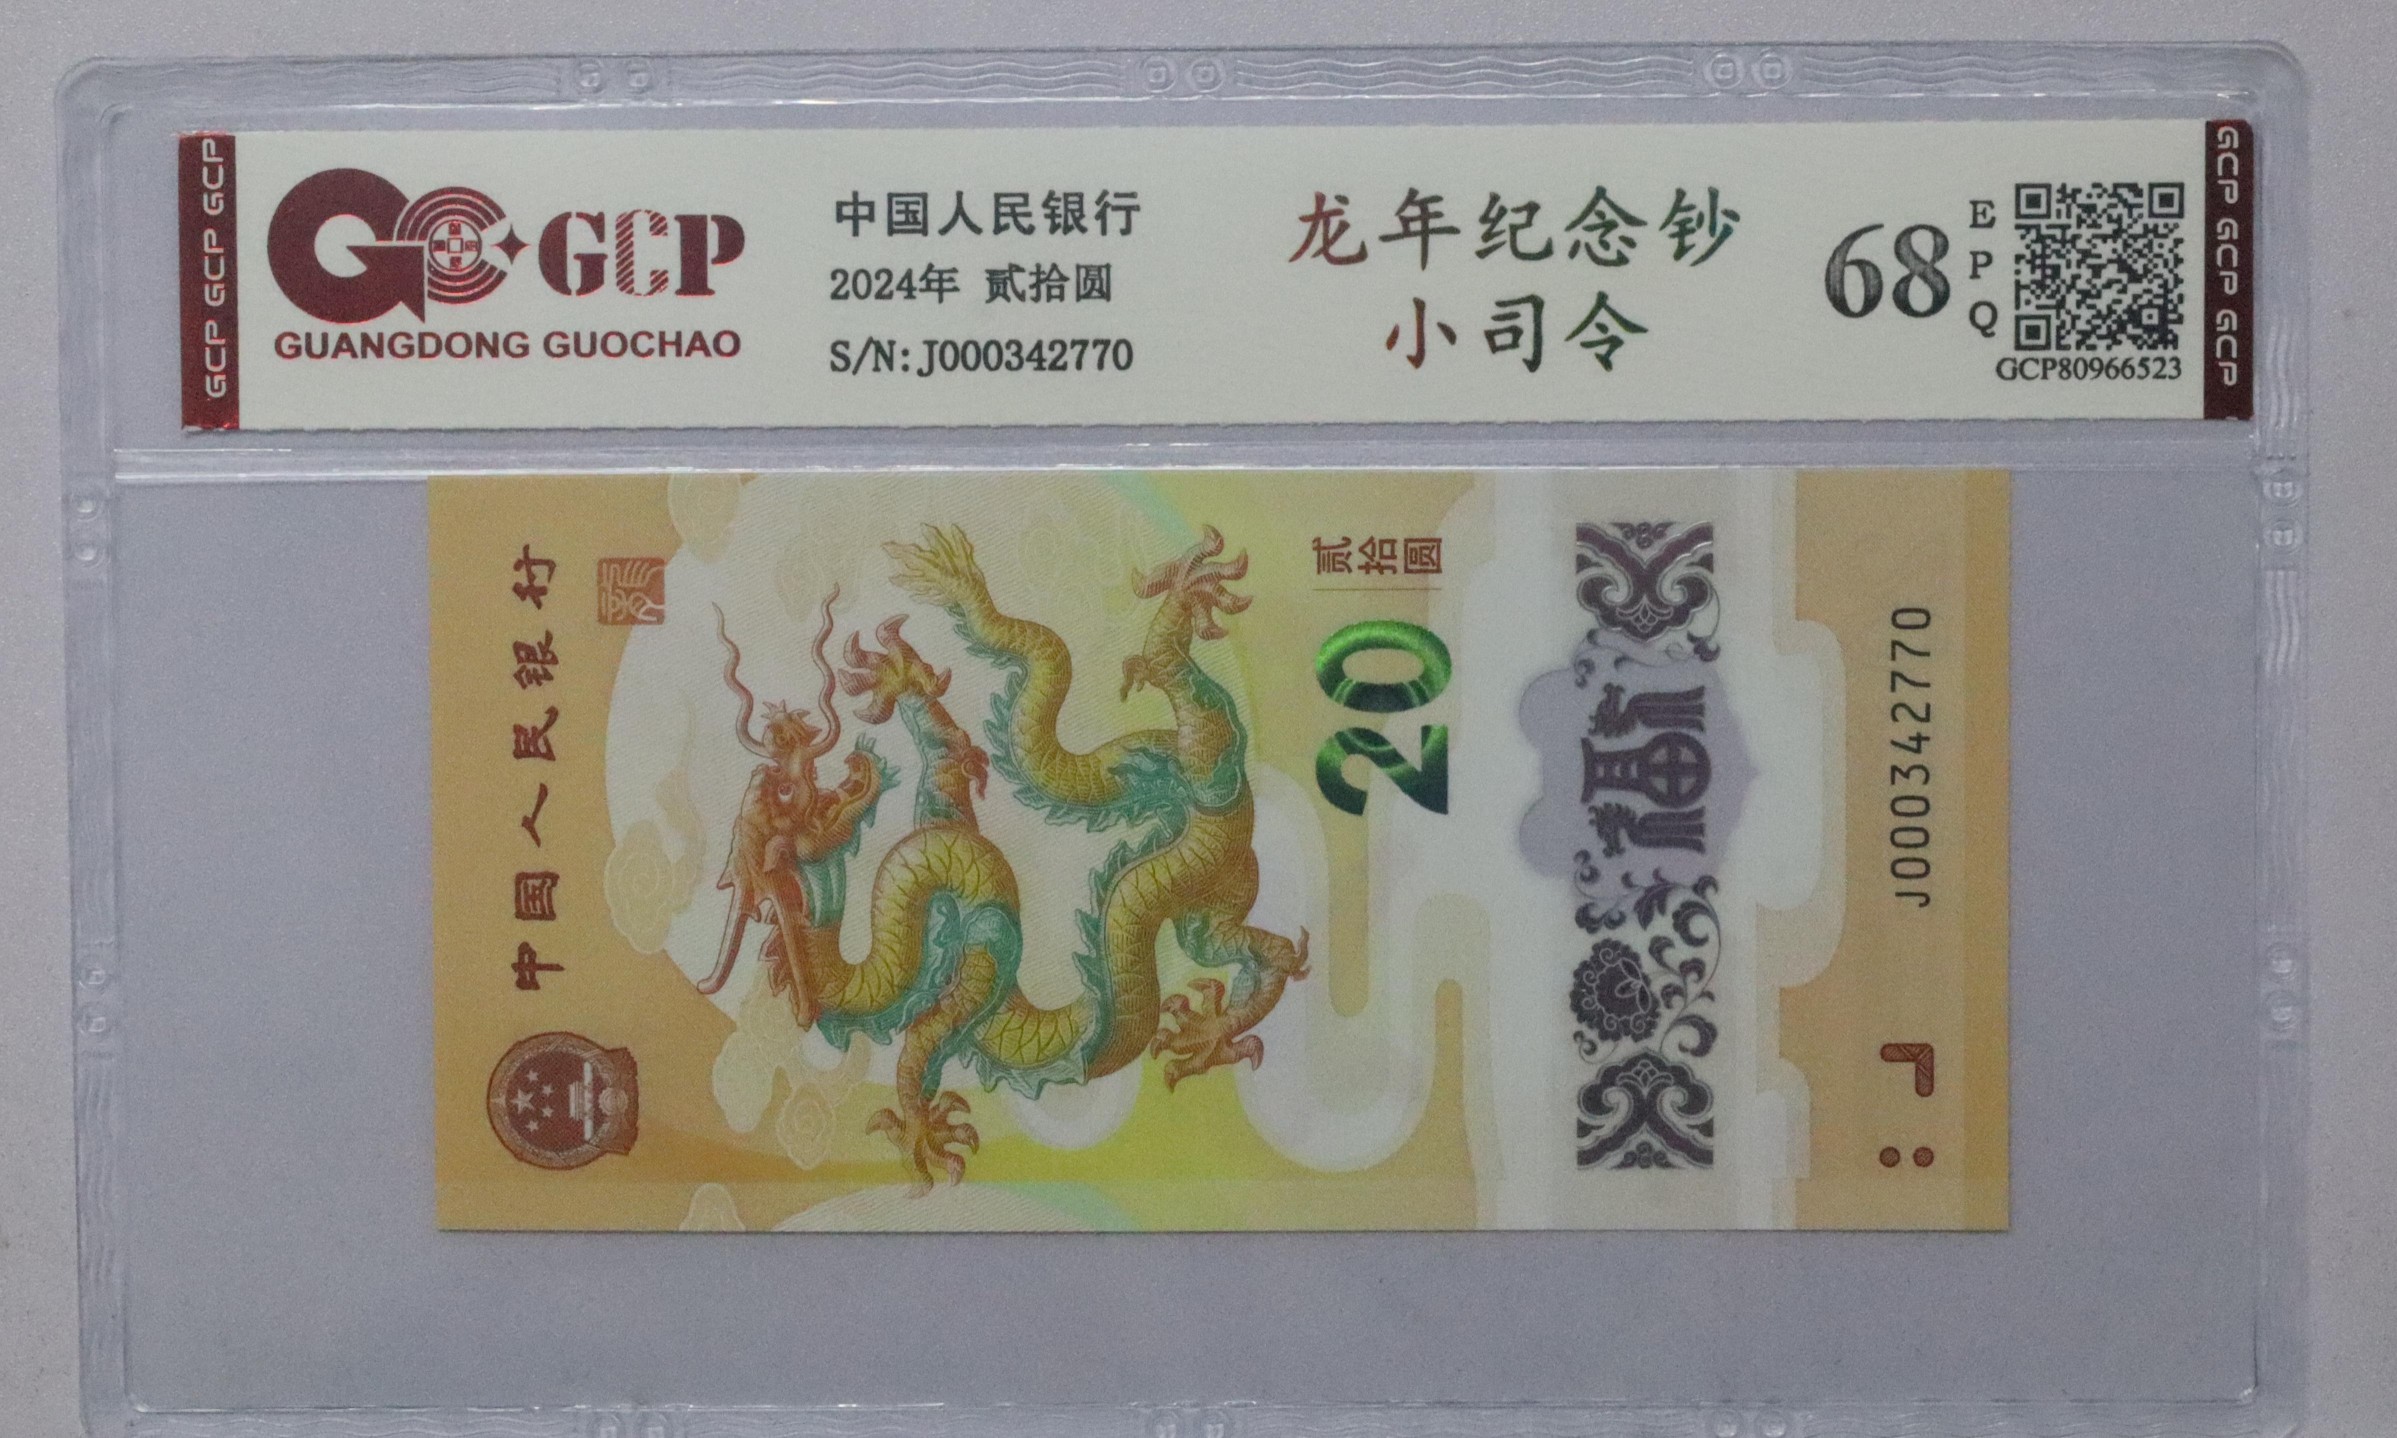 GCP GCP GCP
GCP
GUANGDONG GUOCHAO
中国人民银行
2024年 贰拾圆
S/N: J000342770
龙年纪念钞
小司令
68
EPQ
GCP80966523
GCP GCP GCP
中国人民银行
贰拾圆
20
福
J000342770